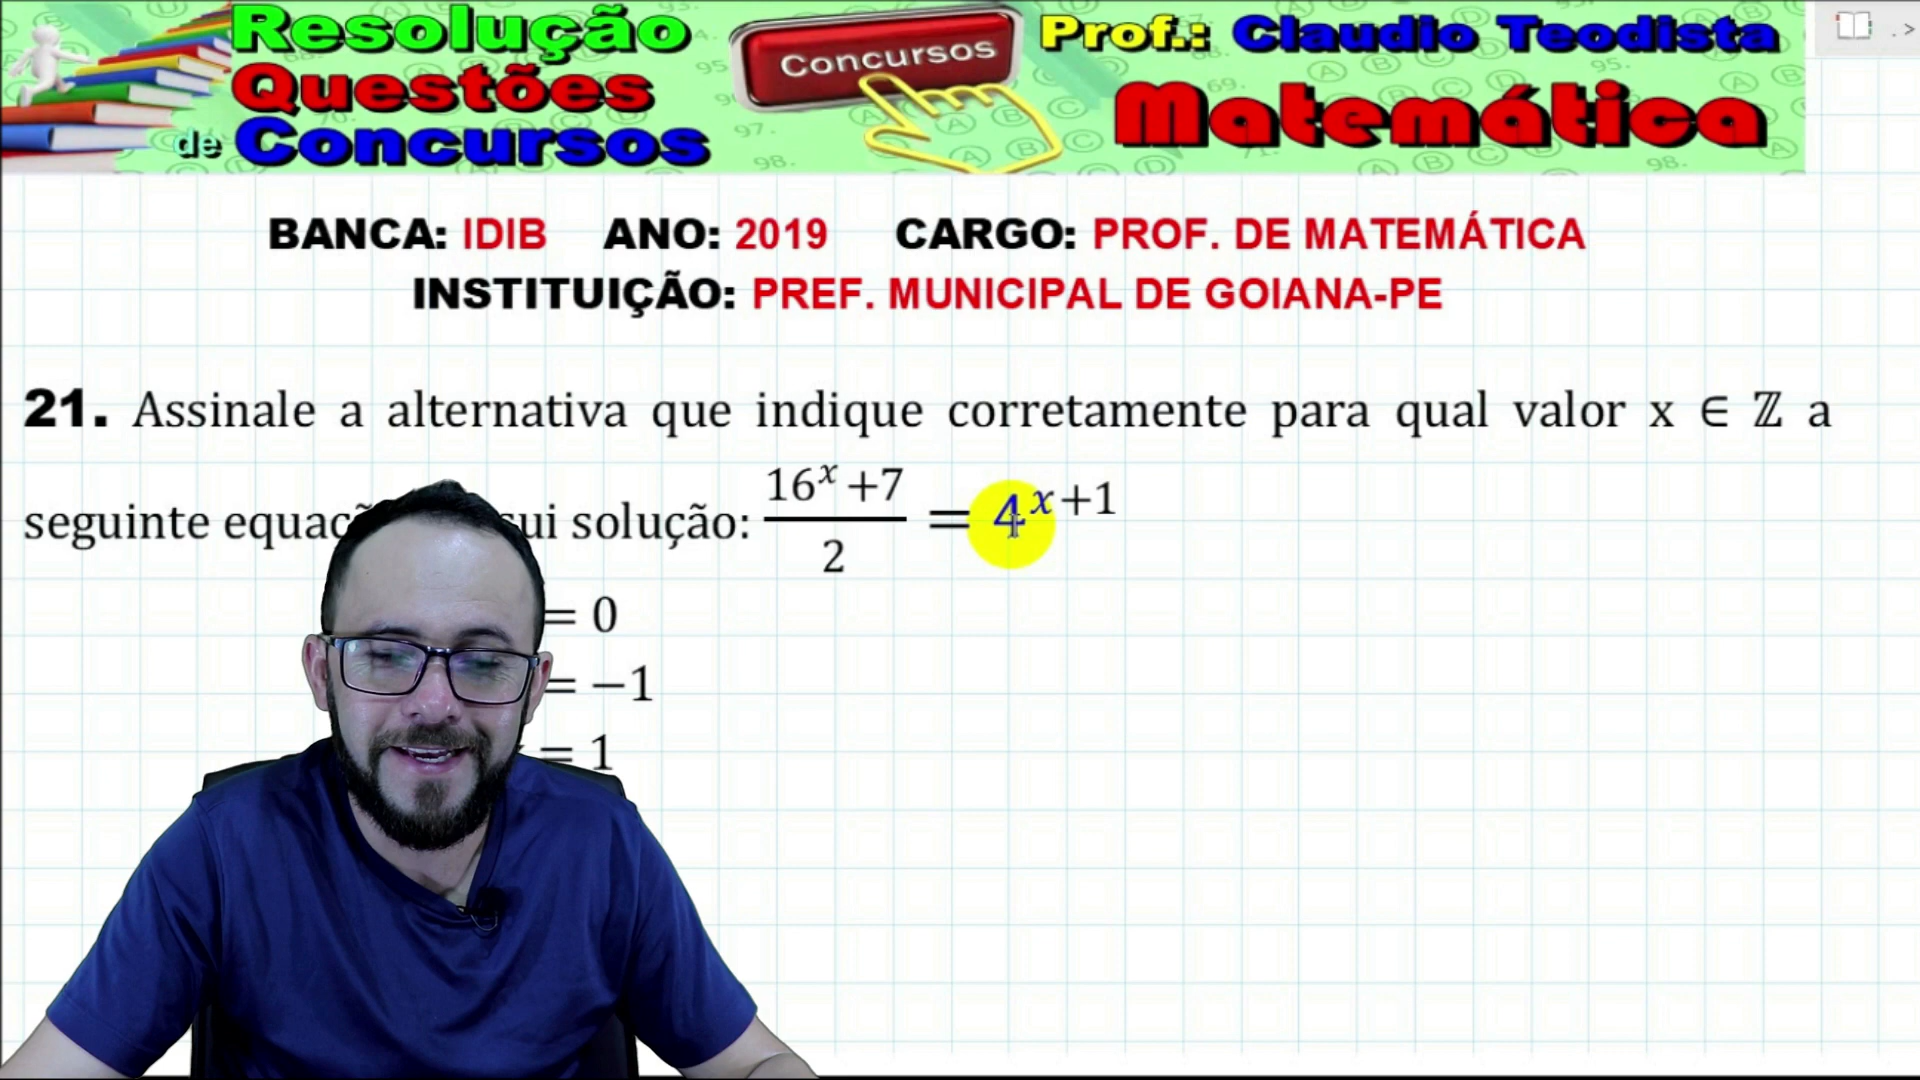 Resolução
Questões
de Concursos
Concursos
Prof.: Claudio Teodista
Matemática
BANCA: IDIB ANO: 2019 CARGO: PROF. DE MATEMÁTICA
INSTITUIÇÃO: PREF. MUNICIPAL DE GOIANA-PE
21. Assinale a alternativa que indique corretamente para qual valor x ∈ ℤ a
seguinte solução: (16^x + 7)/2 = 4^(x+1)
= 0
= −1
= 1